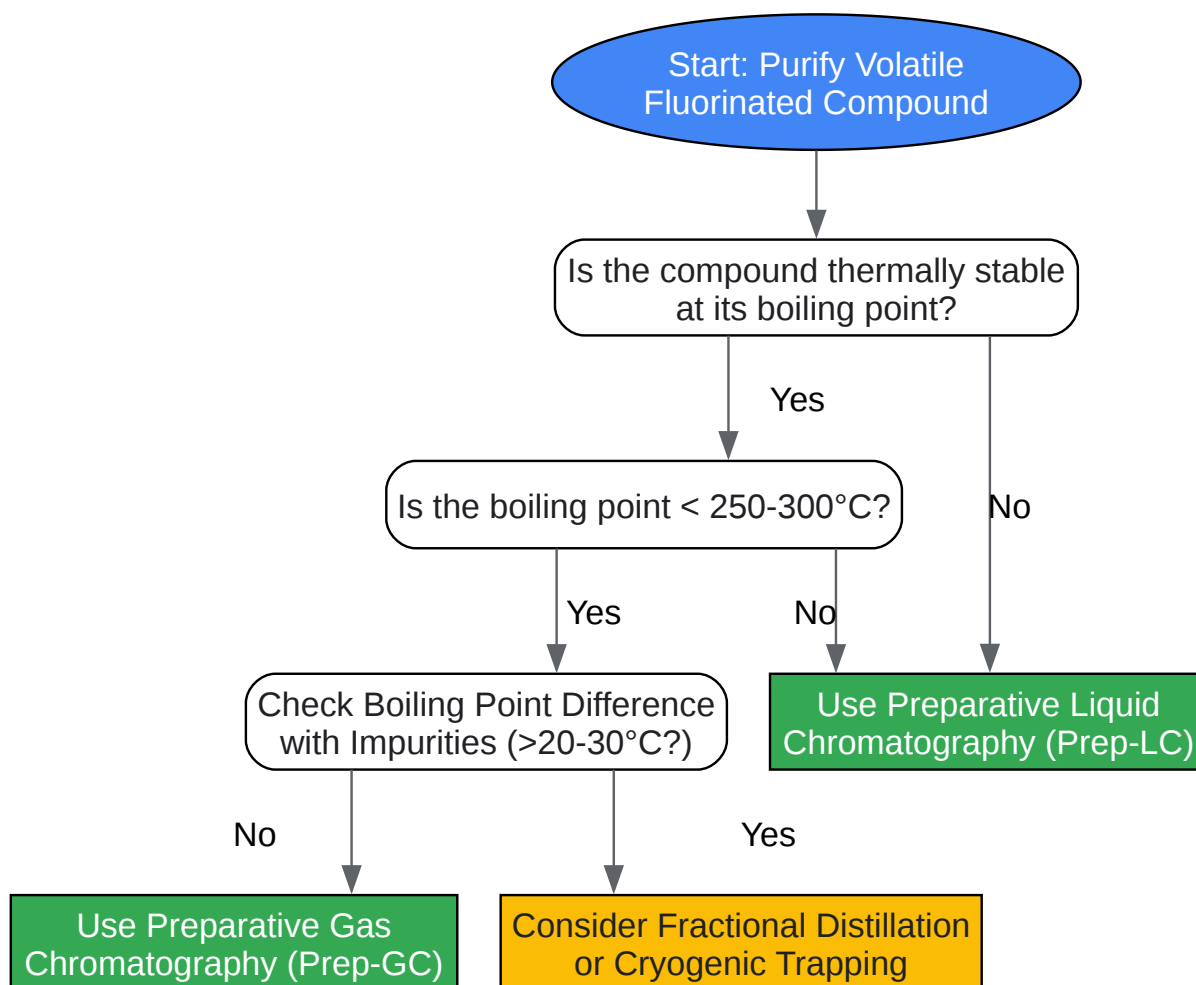 Start: Purify Volatile
Fluorinated Compound
Is the compound thermally stable
at its boiling point?
Yes
Is the boiling point < 250-300°C?
No
Yes
No
Check Boiling Point Difference
with Impurities (>20-30°C?)
Use Preparative Liquid
Chromatography (Prep-LC)
No
Yes
Use Preparative Gas
Chromatography (Prep-GC)
Consider Fractional Distillation
or Cryogenic Trapping